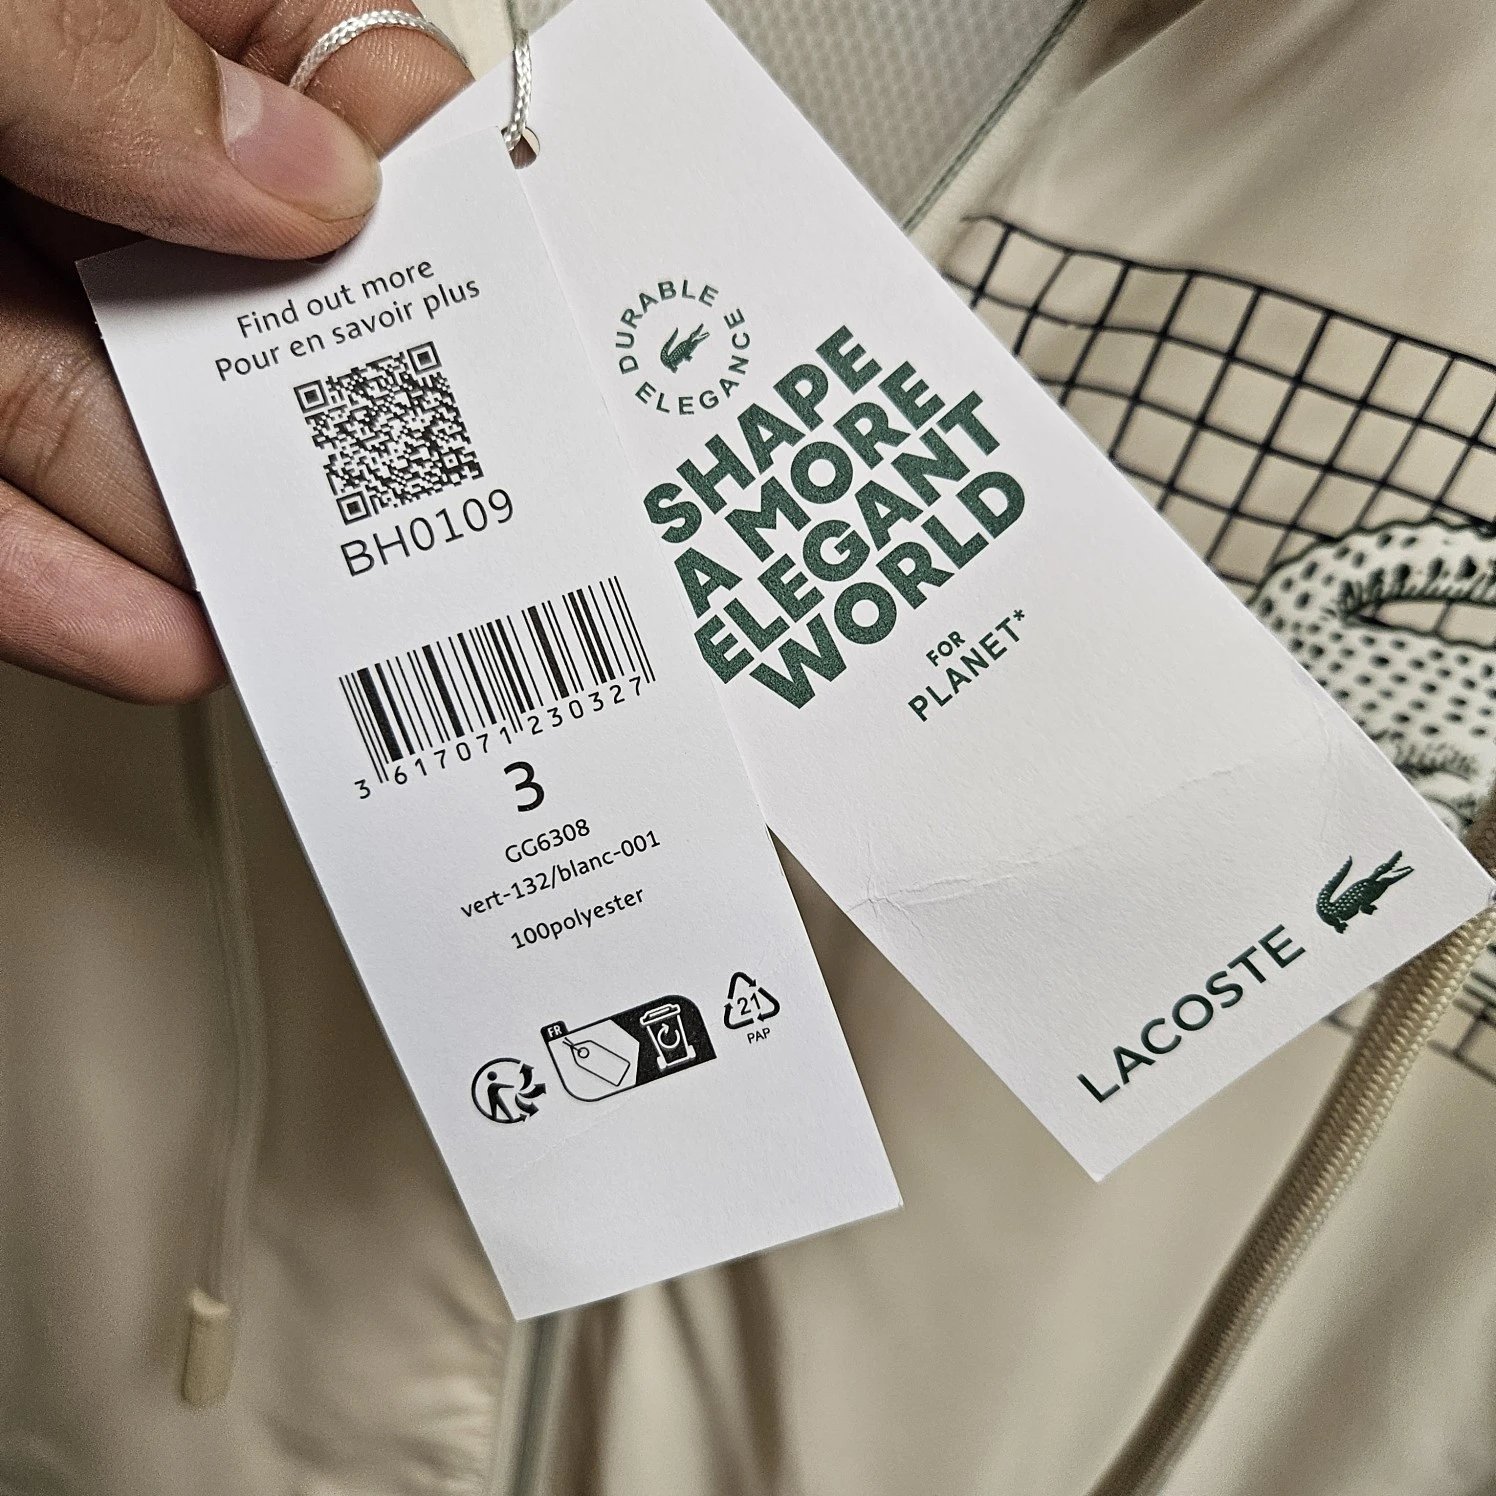 Find out more
Pour en savoir plus
BH0109
3 617071 230327
3
GG6308
vert-132/blanc-001
100polyester
FR
21
PAP
DURABLE
ELEGANCE
SHAPE
A MORE
ELEGANT
WORLD
FOR
PLANET*
LACOSTE